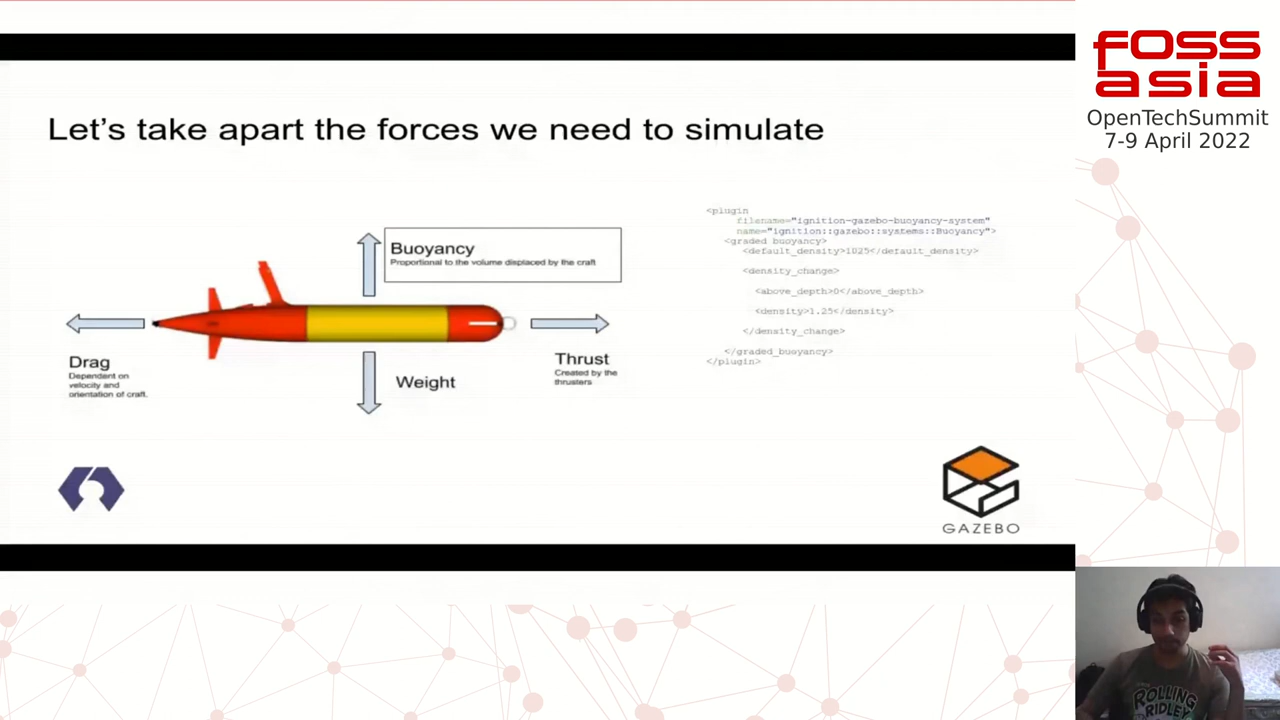 Let's take apart the forces we need to simulate
Buoyancy
Proportional to the volume displaced by the craft
Drag
Dependent on
velocity and
orientation of craft.
Weight
Thrust
Created by the
thrusters
<plugin
filename="ignition-gazebo-buoyancy-system"
name="ignition::gazebo::systems::Buoyancy">
<graded_buoyancy>
<default_density>1025</default_density>
<density_change>
<above_depth>0</above_depth>
<density>1.25</density>
</density_change>
</graded_buoyancy>
</plugin>
GAZEBO
FOSS
asia
OpenTechSummit
7-9 April 2022
ROLLING
RIDLEY